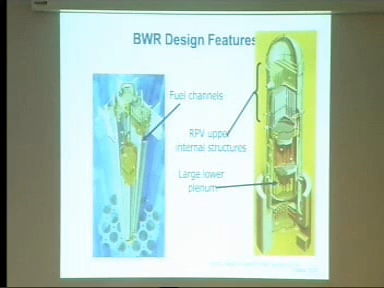 BWR Design Features
Fuel channels
RPV upper
internal structures
Large lower
plenum